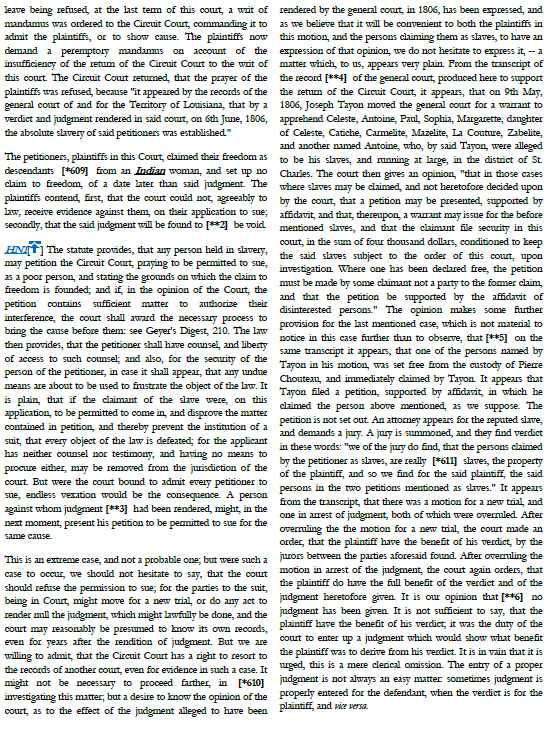 leave being refused, at the last term of this court, a writ of
mandamus was ordered to the Circuit Court, commanding it to
admit the plaintiffs, or to show cause. The plaintiffs now
demand a peremptory mandamus on account of the
insufficiency of the return of the Circuit Court to the writ of
this court. The Circuit Court returned, that the prayer of the
plaintiffs was refused, because "it appeared by the records of the
general court of and for the Territory of Louisiana, that by a
verdict and judgment rendered in said court, on 6th June, 1806,
the absolute slavery of said petitioners was established."
The petitioners, plaintiffs in this Court, claimed their freedom as
descendants [*609] from an Indian woman, and set up no
claim to freedom, of a date later than said judgment. The
plaintiffs contend, first, that the court could not, agreeably to
law, receive evidence against them, on their application to sue;
secondly, that the said judgment will be found to [**2] be void.
HN1[ ] The statute provides, that any person held in slavery,
may petition the Circuit Court, praying to be permitted to sue,
as a poor person, and stating the grounds on which the claim to
freedom is founded; and if, in the opinion of the Court, the
petition contains sufficient matter to authorize their
interference, the court shall award the necessary process to
bring the cause before them: see Geyer's Digest, 210. The law
then provides, that the petitioner shall have counsel, and liberty
of access to such counsel; and also, for the security of the
person of the petitioner, in case it shall appear, that any undue
means are about to be used to frustrate the object of the law. It
is plain, that if the claimant of the slave were, on this
application, to be permitted to come in, and disprove the matter
contained in petition, and thereby prevent the institution of a
suit, that every object of the law is defeated; for the applicant
has neither counsel nor testimony, and having no means to
procure either, may be removed from the jurisdiction of the
court. But were the court bound to admit every petitioner to
sue, endless vexation would be the consequence. A person
against whom judgment [**3] had been rendered, might, in the
next moment, present his petition to be permitted to sue for the
same cause.
This is an extreme case, and not a probable one; but were such a
case to occur, we should not hesitate to say, that the court
should refuse the permission to sue; for the parties to the suit,
being in Court, might move for a new trial, or do any act to
render null the judgment, which might lawfully be done, and the
court may reasonably be presumed to know its own records,
even for years after the rendition of judgment. But we are
willing to admit, that the Circuit Court has a right to resort to
the records of another court, even for evidence in such a case. It
might not be necessary to proceed farther, in [*610]
investigating this matter; but a desire to know the opinion of the
court, as to the effect of the judgment alleged to have been
rendered by the general court, in 1806, has been expressed, and
as we believe that it will be convenient to both the plaintiffs in
this motion, and the persons claiming them as slaves, to have an
expression of that opinion, we do not hesitate to express it, -- a
matter which, to us, appears very plain. From the transcript of
the record [**4] of the general court, produced here to support
the return of the Circuit Court, it appears, that on 9th May,
1806, Joseph Tayon moved the general court for a warrant to
apprehend Celeste, Antoine, Paul, Sophia, Margarette, daughter
of Celeste, Catiche, Carmelite, Mazelite, La Couture, Zabelite,
and another named Antoine, who, by said Tayon, were alleged
to be his slaves, and running at large, in the district of St.
Charles. The court then gives an opinion, "that in those cases
where slaves may be claimed, and not heretofore decided upon
by the court, that a petition may be presented, supported by
affidavit, and that, thereupon, a warrant may issue for the before
mentioned slaves, and that the claimant file security in this
court, in the sum of four thousand dollars, conditioned to keep
the said slaves subject to the order of this court, upon
investigation. Where one has been declared free, the petition
must be made by some claimant not a party to the former claim,
and that the petition be supported by the affidavit of
disinterested persons." The opinion makes some further
provision for the last mentioned case, which is not material to
notice in this case further than to observe, that [**5] on the
same transcript it appears, that one of the persons named by
Tayon in his motion, was set free from the custody of Pierre
Chouteau, and immediately claimed by Tayon. It appears that
Tayon filed a petition, supported by affidavit, in which he
claimed the person above mentioned, as we suppose. The
petition is not set out. An attorney appears for the reputed slave,
and demands a jury. A jury is summoned, and they find verdict
in these words: "we of the jury do find, that the persons claimed
by the petitioner as slaves, are really [*611] slaves, the property
of the plaintiff, and so we find for the said plaintiff, the said
persons in the two petitions mentioned as slaves." It appears
from the transcript, that there was a motion for a new trial, and
one in arrest of judgment, both of which were overruled. After
overruling the the motion for a new trial, the court made an
order, that the plaintiff have the benefit of his verdict, by the
jurors between the parties aforesaid found. After overruling the
motion in arrest of the judgment, the court again orders, that
the plaintiff do have the full benefit of the verdict and of the
judgment heretofore given. It is our opinion that [**6] no
judgment has been given. It is not sufficient to say, that the
plaintiff have the benefit of his verdict; it was the duty of the
court to enter up a judgment which would show what benefit
the plaintiff was to derive from his verdict. It is in vain that it is
urged, this is a mere clerical omission. The entry of a proper
judgment is not always an easy matter: sometimes judgment is
properly entered for the defendant, when the verdict is for the
plaintiff, and vice versa.